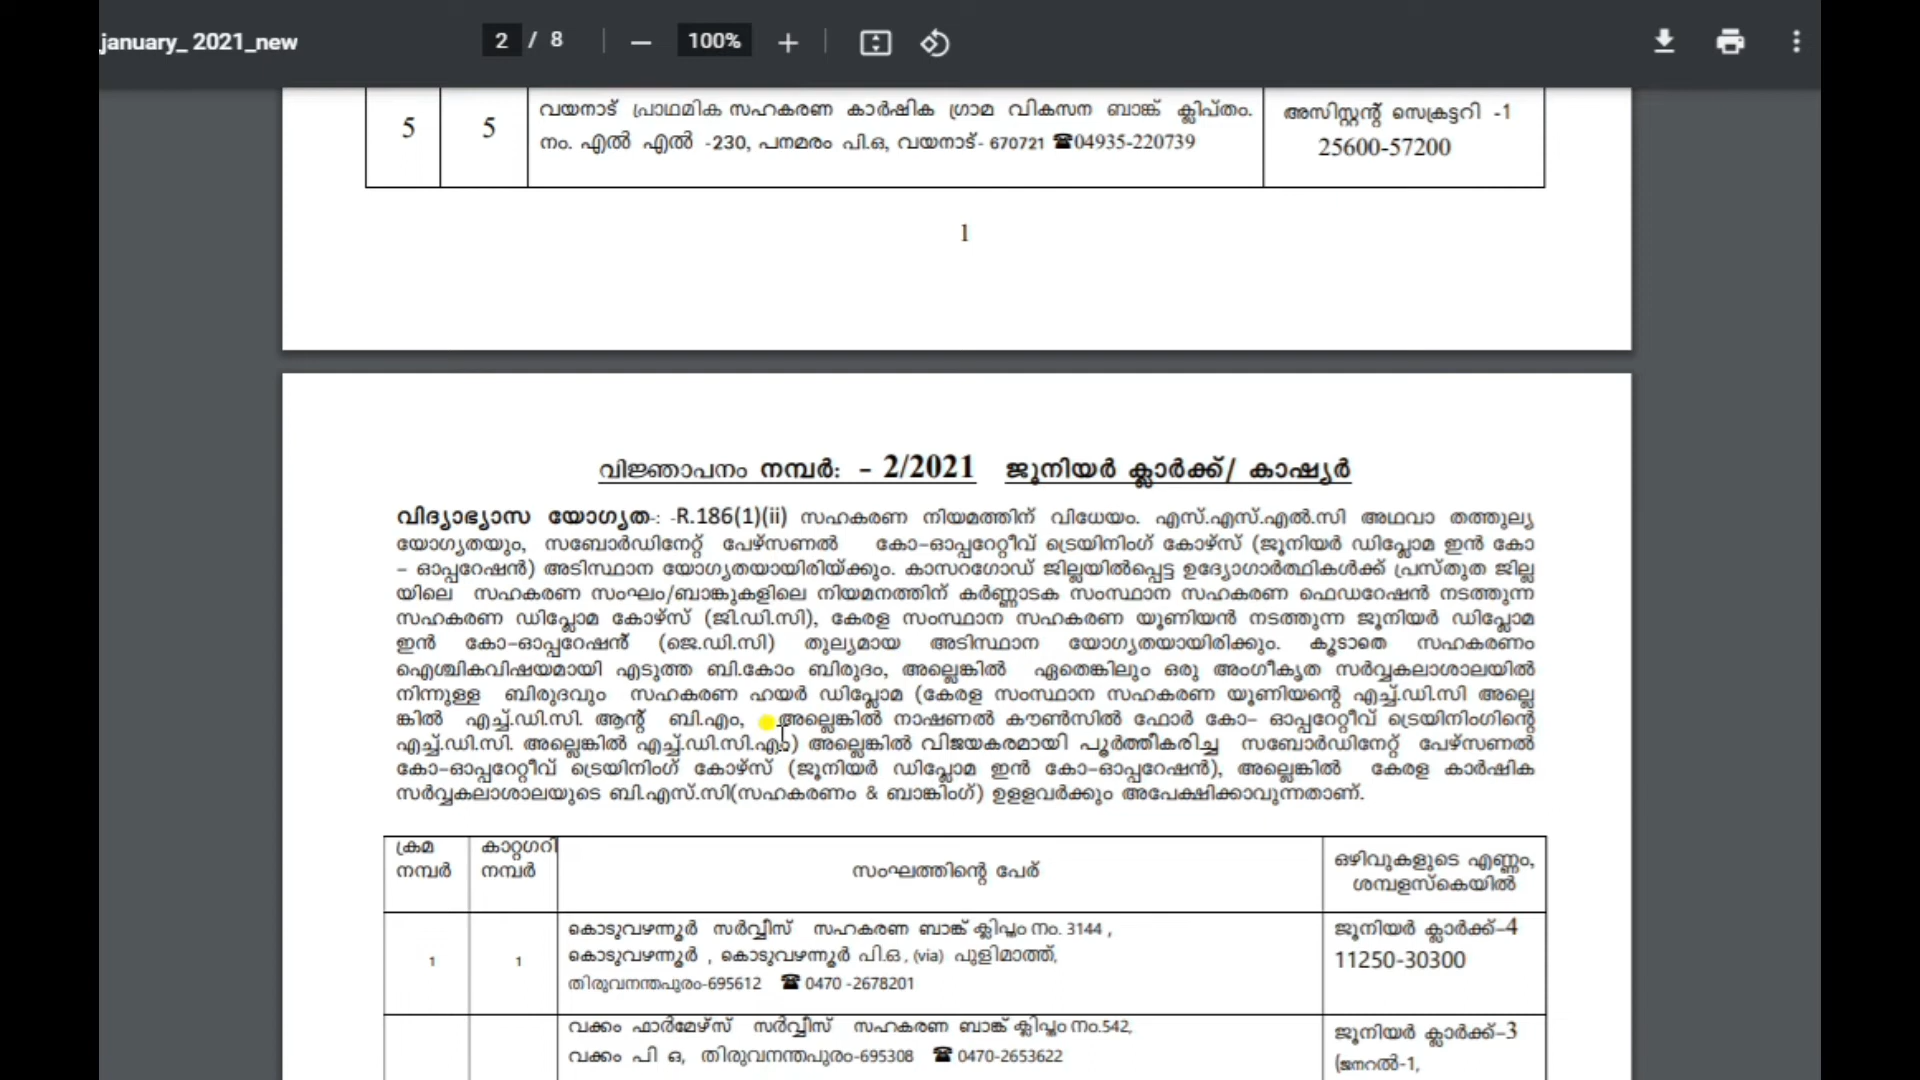 january_ 2021_new
2 / 8
100%
5 5 വയനാട് പ്രാഥമിക സഹകരണ കാർഷിക ഗ്രാമ വികസന ബാങ്ക് ക്ലിപ്തം. അസിസ്റ്റന്റ് സെക്രട്ടറി -1
നം. എൽ എൽ -230, പനമരം പി.ഒ, വയനാട്- 670721 ☎04935-220739 25600-57200
1
വിജ്ഞാപനം നമ്പർ: - 2/2021 ജൂനിയർ ക്ലാർക്ക്/ കാഷ്യർ
വിദ്യാഭ്യാസ യോഗ്യത-: -R.186(1)(ii) സഹകരണ നിയമത്തിന് വിധേയം. എസ്.എസ്.എൽ.സി അഥവാ തത്തുല്യ
യോഗ്യതയും, സബോർഡിനേറ്റ് പേഴ്സണൽ കോ-ഓപ്പറേറ്റീവ് ട്രെയിനിംഗ് കോഴ്സ് (ജൂനിയർ ഡിപ്ലോമ ഇൻ കോ
- ഓപ്പറേഷൻ) അടിസ്ഥാന യോഗ്യതയായിരിയ്ക്കും. കാസറഗോഡ് ജില്ലയിൽപ്പെട്ട ഉദ്യോഗാർത്ഥികൾക്ക് പ്രസ്തുത ജില്ല
യിലെ സഹകരണ സംഘം/ബാങ്കുകളിലെ നിയമനത്തിന് കർണ്ണാടക സംസ്ഥാന സഹകരണ ഫെഡറേഷൻ നടത്തുന്ന
സഹകരണ ഡിപ്ലോമ കോഴ്സ് (ജി.ഡി.സി), കേരള സംസ്ഥാന സഹകരണ യൂണിയൻ നടത്തുന്ന ജൂനിയർ ഡിപ്ലോമ
ഇൻ കോ-ഓപ്പറേഷൻ (ജെ.ഡി.സി) തുല്യമായ അടിസ്ഥാന യോഗ്യതയായിരിക്കും. കൂടാതെ സഹകരണം
ഐശ്ചികവിഷയമായി എടുത്ത ബി.കോം ബിരുദം, അല്ലെങ്കിൽ ഏതെങ്കിലും ഒരു അംഗീകൃത സർവ്വകലാശാലയിൽ
നിന്നുള്ള ബിരുദവും സഹകരണ ഹയർ ഡിപ്ലോമ (കേരള സംസ്ഥാന സഹകരണ യൂണിയന്റെ എച്ച്.ഡി.സി അല്ലെ
ങ്കിൽ എച്ച്.ഡി.സി. ആന്റ് ബി.എം, അല്ലെങ്കിൽ നാഷണൽ കൗൺസിൽ ഫോർ കോ- ഓപ്പറേറ്റീവ് ട്രെയിനിംഗിന്റെ
എച്ച്.ഡി.സി. അല്ലെങ്കിൽ എച്ച്.ഡി.സി.എം) അല്ലെങ്കിൽ വിജയകരമായി പൂർത്തീകരിച്ച സബോർഡിനേറ്റ് പേഴ്സണൽ
കോ-ഓപ്പറേറ്റീവ് ട്രെയിനിംഗ് കോഴ്സ് (ജൂനിയർ ഡിപ്ലോമ ഇൻ കോ-ഓപ്പറേഷൻ), അല്ലെങ്കിൽ കേരള കാർഷിക
സർവ്വകലാശാലയുടെ ബി.എസ്.സി(സഹകരണം & ബാങ്കിംഗ്) ഉളളവർക്കും അപേക്ഷിക്കാവുന്നതാണ്.
ക്രമ നമ്പർ
കാറ്റഗറി നമ്പർ
സംഘത്തിന്റെ പേര്
ഒഴിവുകളുടെ എണ്ണം,
ശമ്പളസ്കെയിൽ
1 1 കൊടുവഴന്നൂർ സർവ്വീസ് സഹകരണ ബാങ്ക് ക്ലിപ്തം നം. 3144 , ജൂനിയർ ക്ലാർക്ക്-4
കൊടുവഴന്നൂർ , കൊടുവഴന്നൂർ പി.ഒ , (via) പുളിമാത്ത്, 11250-30300
തിരുവനന്തപുരം-695612 ☎ 0470 -2678201
വക്കം ഫാർമേഴ്സ് സർവ്വീസ് സഹകരണ ബാങ്ക് ക്ലിപ്തം നം.542, ജൂനിയർ ക്ലാർക്ക്-3
വക്കം പി ഒ, തിരുവനന്തപുരം-695308 ☎ 0470-2653622 (ജനറൽ-1,